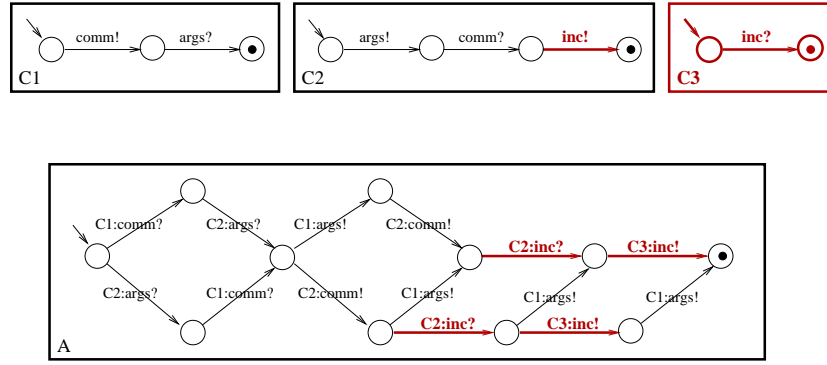 comm! args?
C1
args! comm? inc!
C2
inc?
C3
C1:comm? C2:args? C1:args! C2:comm!
C2:inc? C3:inc!
C2:args? C1:comm? C2:comm! C1:args! C1:args! C1:args!
C2:inc? C3:inc!
A